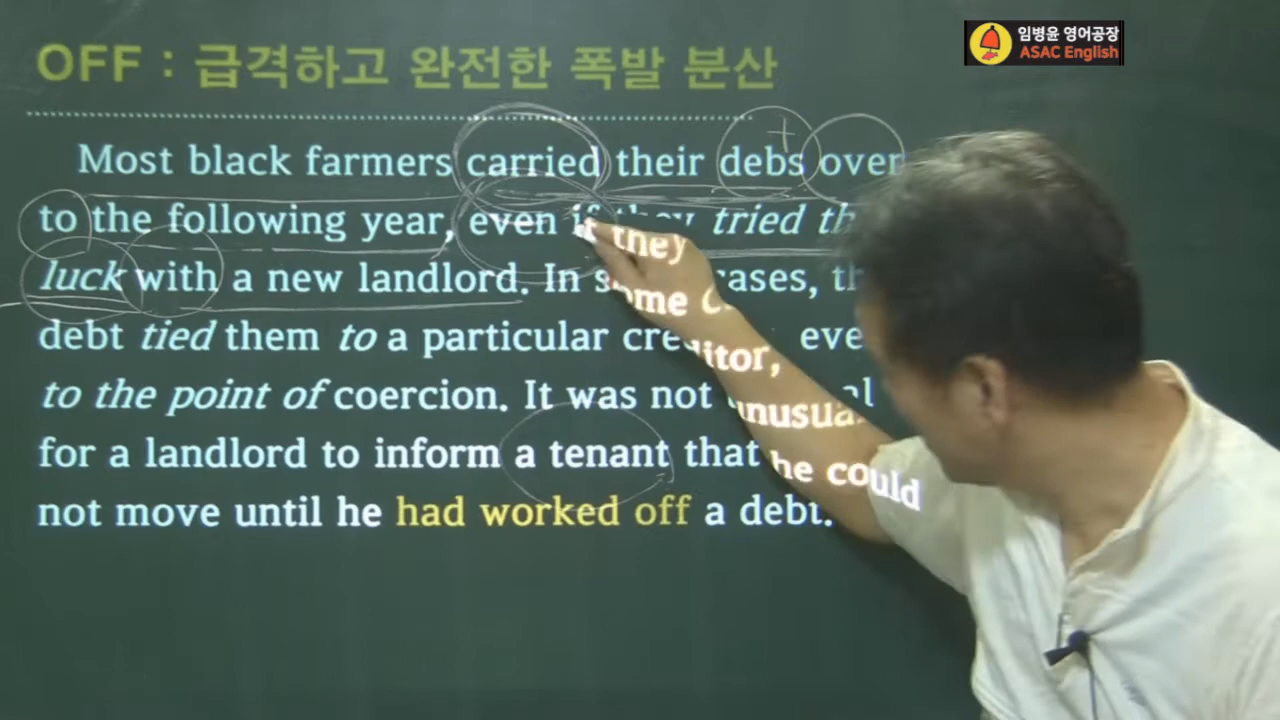 임병윤 영어공장
ASAC English
OFF : 급격하고 완전한 폭발 분산
Most black farmers carried their debs over
to the following year, even if they tried th
luck with a new landlord. In some cases, th
debt tied them to a particular creditor, eve
to the point of coercion. It was not unusual
for a landlord to inform a tenant that he could
not move until he had worked off a debt.